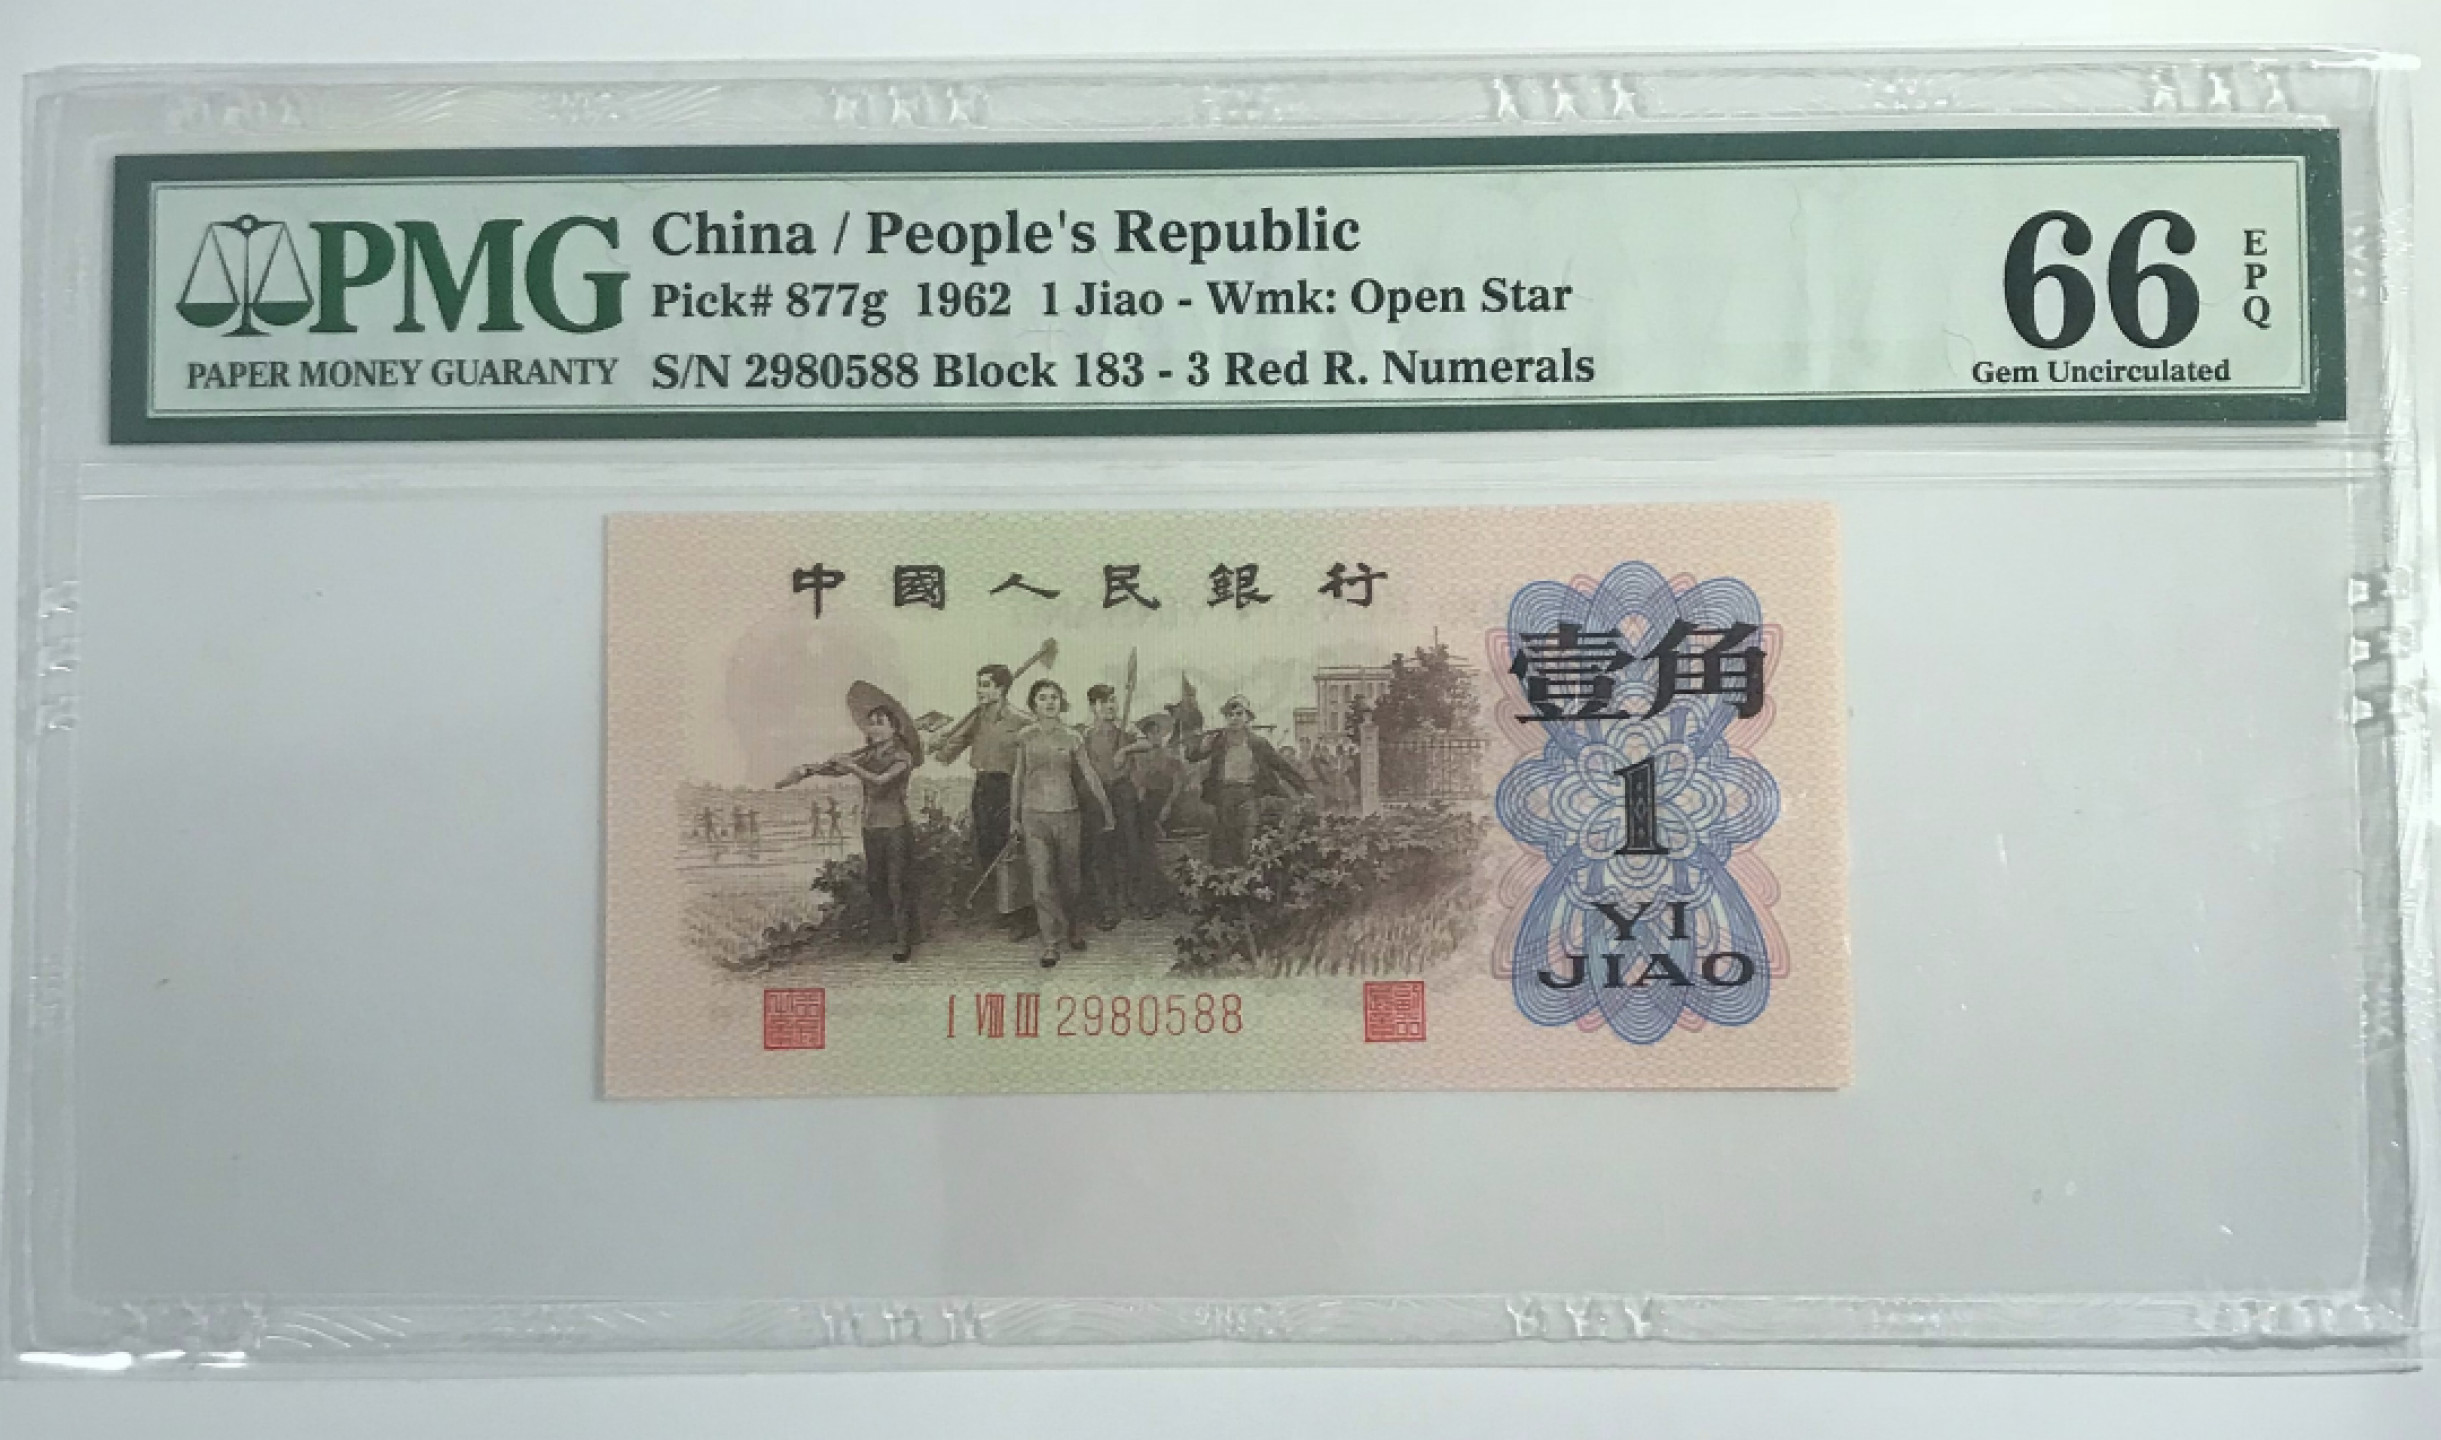 PMG
PAPER MONEY GUARANTY
China / People's Republic
Pick# 877g 1962 1 Jiao - Wmk: Open Star
S/N 2980588 Block 183 - 3 Red R. Numerals
66
EPQ
Gem Uncirculated
中國人民銀行
壹角
1
YI
JIAO
I VIII III 2980588